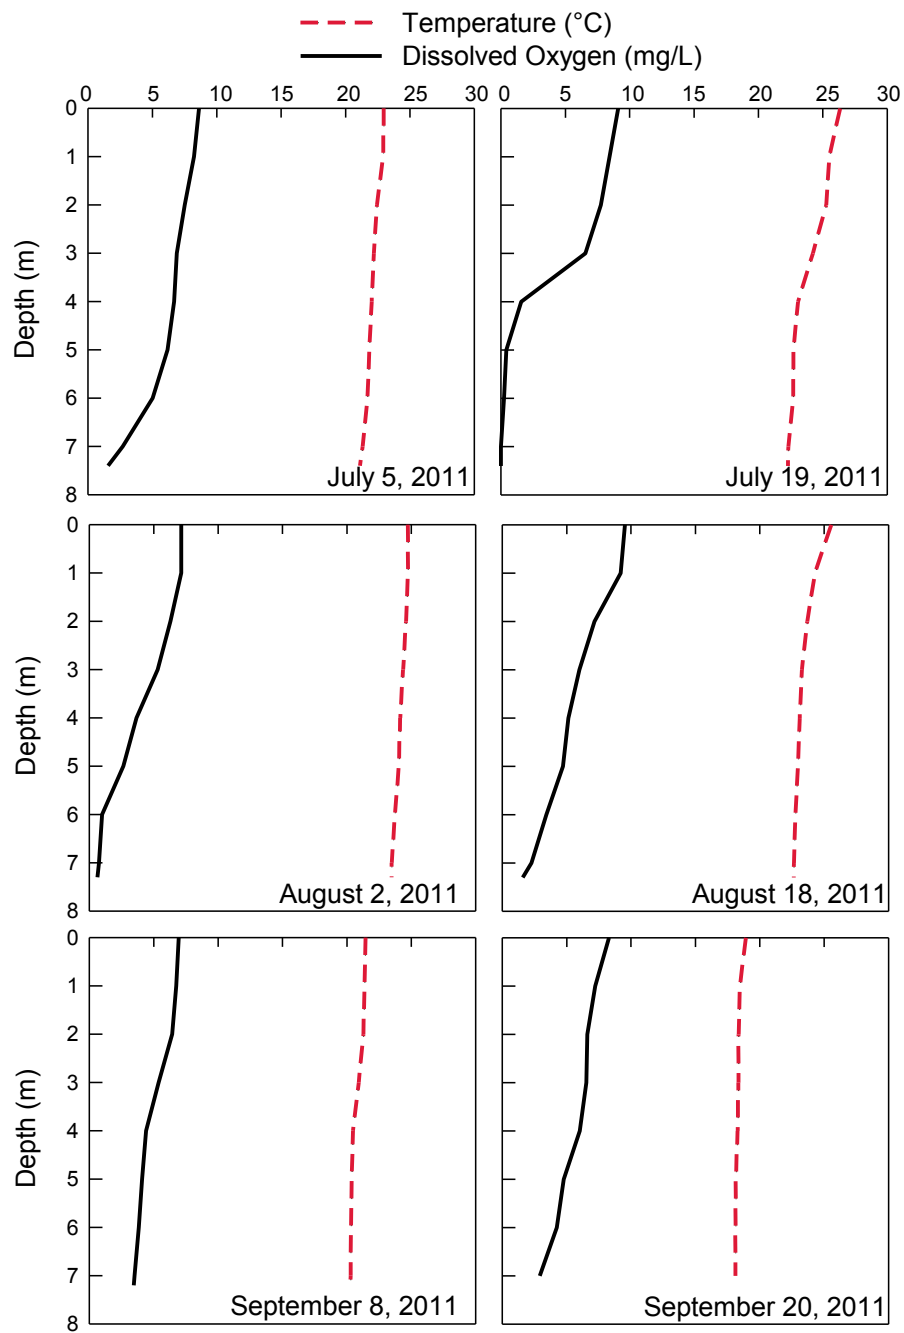 Temperature (°C)
Dissolved Oxygen (mg/L)
0 5 10 15 20 25 30 0 5 10 15 20 25 30
0
1
2
3
4
5
6
7
8
Depth (m)
July 5, 2011
July 19, 2011
0
1
2
3
4
5
6
7
8
Depth (m)
August 2, 2011
August 18, 2011
0
1
2
3
4
5
6
7
8
Depth (m)
September 8, 2011
September 20, 2011